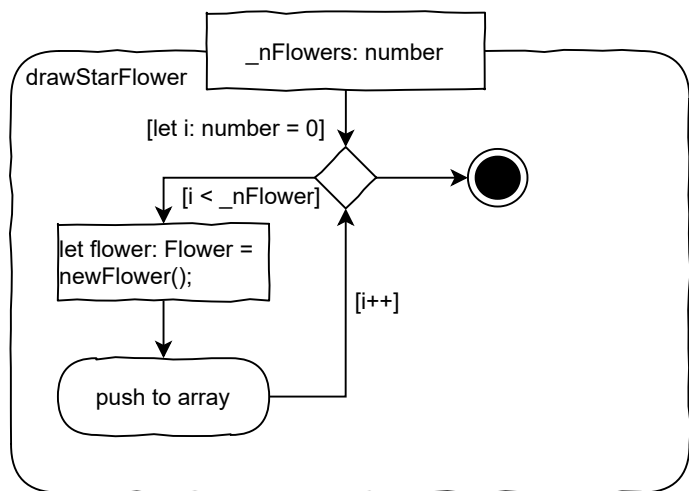 _nFlowers: number
drawStarFlower
[let i: number = 0]
[i < _nFlower]
let flower: Flower =
newFlower();
[i++]
push to array